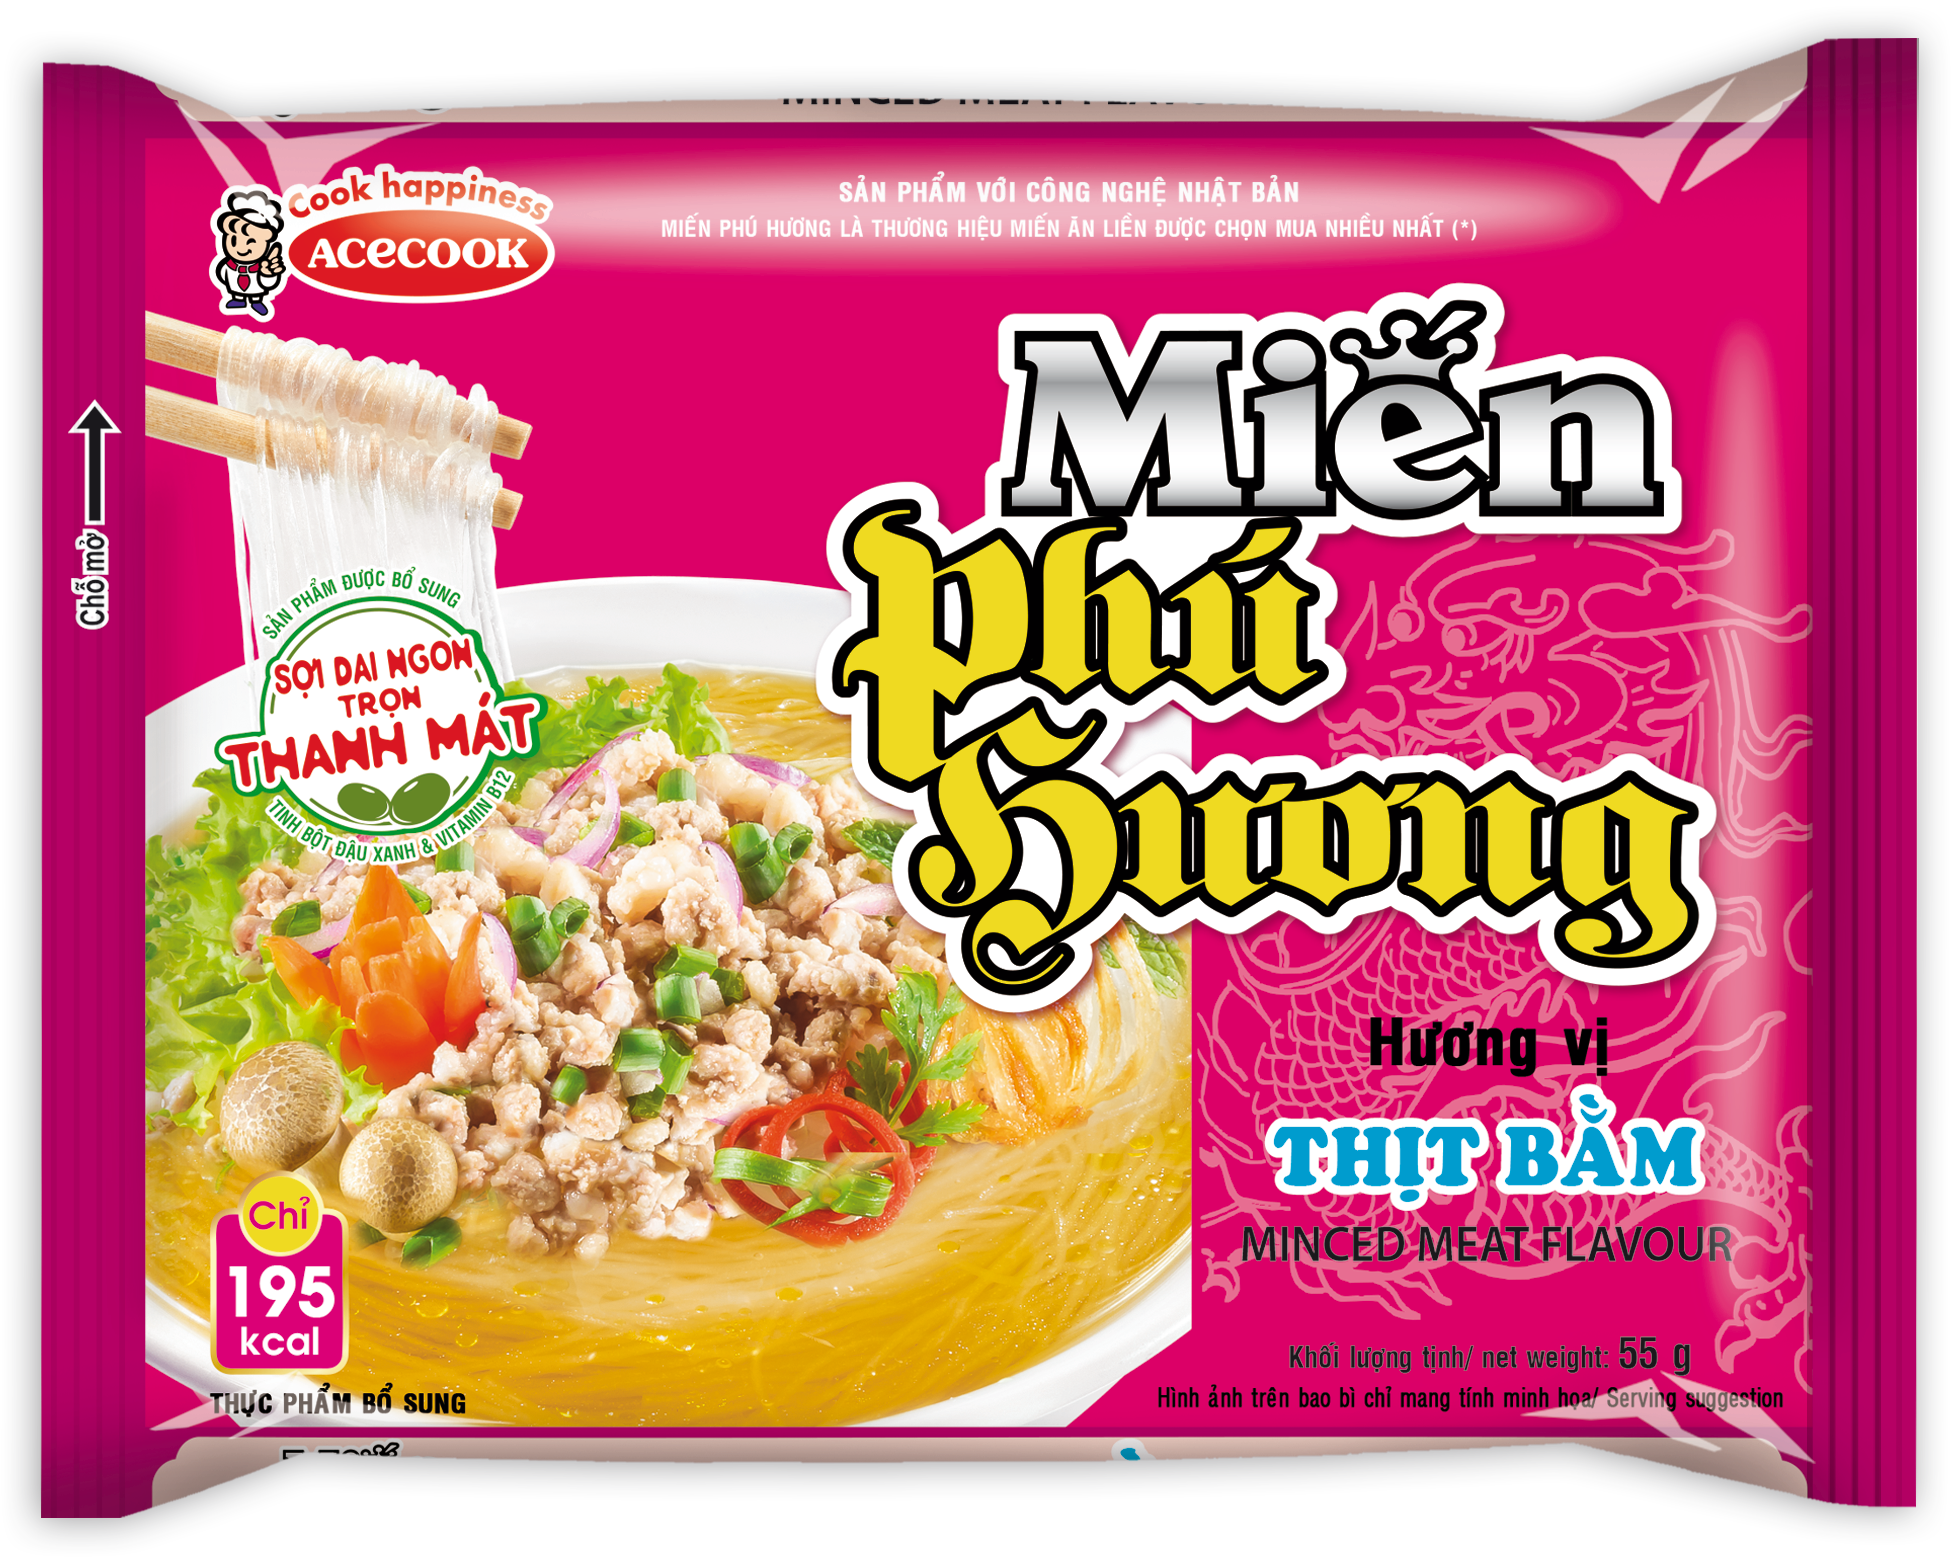 Cook happiness
ACECOOK
SẢN PHẨM VỚI CÔNG NGHỆ NHẬT BẢN
MIẾN PHÚ HƯƠNG LÀ THƯƠNG HIỆU MIẾN ĂN LIỀN ĐƯỢC CHỌN MUA NHIỀU NHẤT (*)
Miến
Phú
Hương
Chỗ mở
SẢN PHẨM ĐƯỢC BỔ SUNG
SỢI DAI NGON
TRỌN
THANH MÁT
TINH BỘT ĐẬU XANH & VITAMIN B12
Hương vị
THỊT BẰM
MINCED MEAT FLAVOUR
Chỉ
195
kcal
THỰC PHẨM BỔ SUNG
Khối lượng tịnh/ net weight: 55 g
Hình ảnh trên bao bì chỉ mang tính minh họa/ Serving suggestion